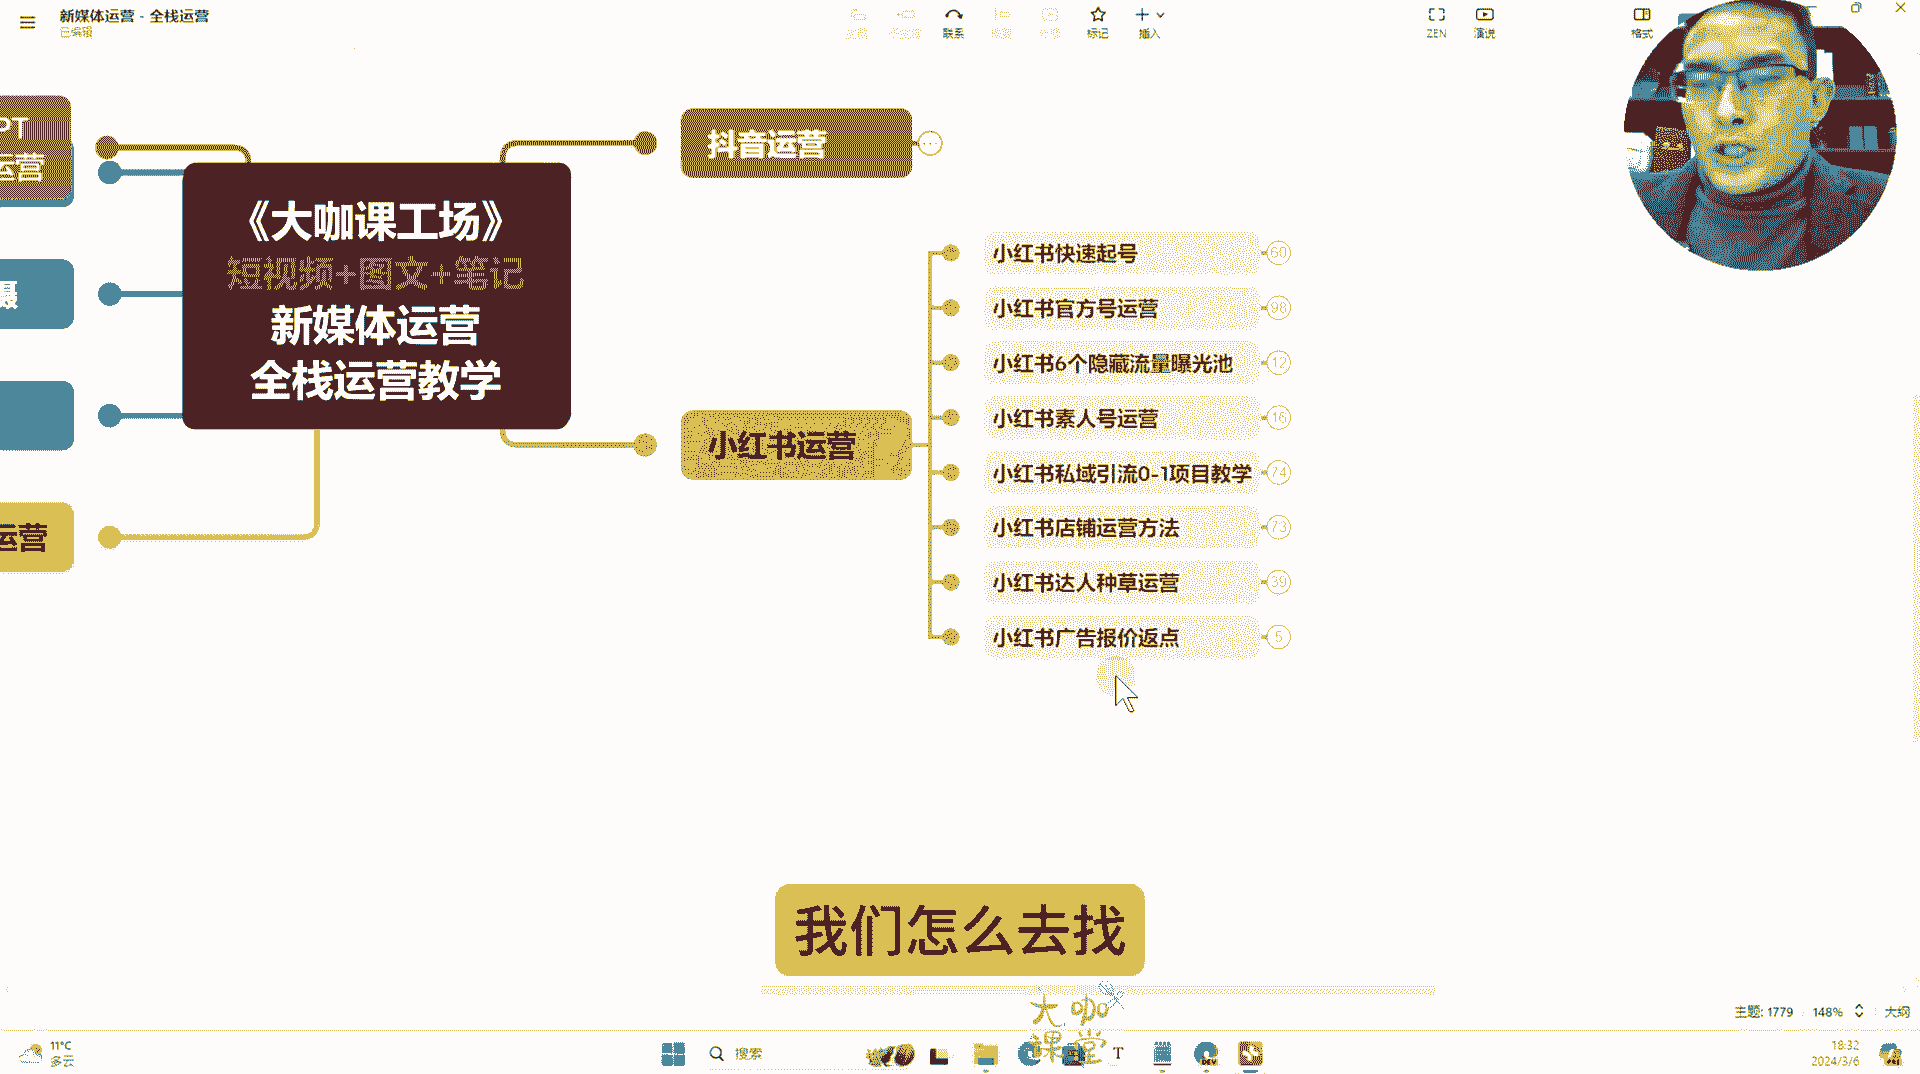 新媒体运营 - 全栈运营
已编辑
联系
标记
插入
ZEN
演说
格式
PT
运营
摄
运营
《大咖课工场》
短视频+图文+笔记
新媒体运营
全栈运营教学
抖音运营
小红书运营
小红书快速起号 60
小红书官方号运营 98
小红书6个隐藏流量曝光池 12
小红书素人号运营 16
小红书私域引流0-1项目教学 74
小红书店铺运营方法 73
小红书达人种草运营 39
小红书广告报价返点 5
我们怎么去找
大咖
课堂
主题: 1779
148%
大纲
11°C
多云
搜索
18:32
2024/3/6